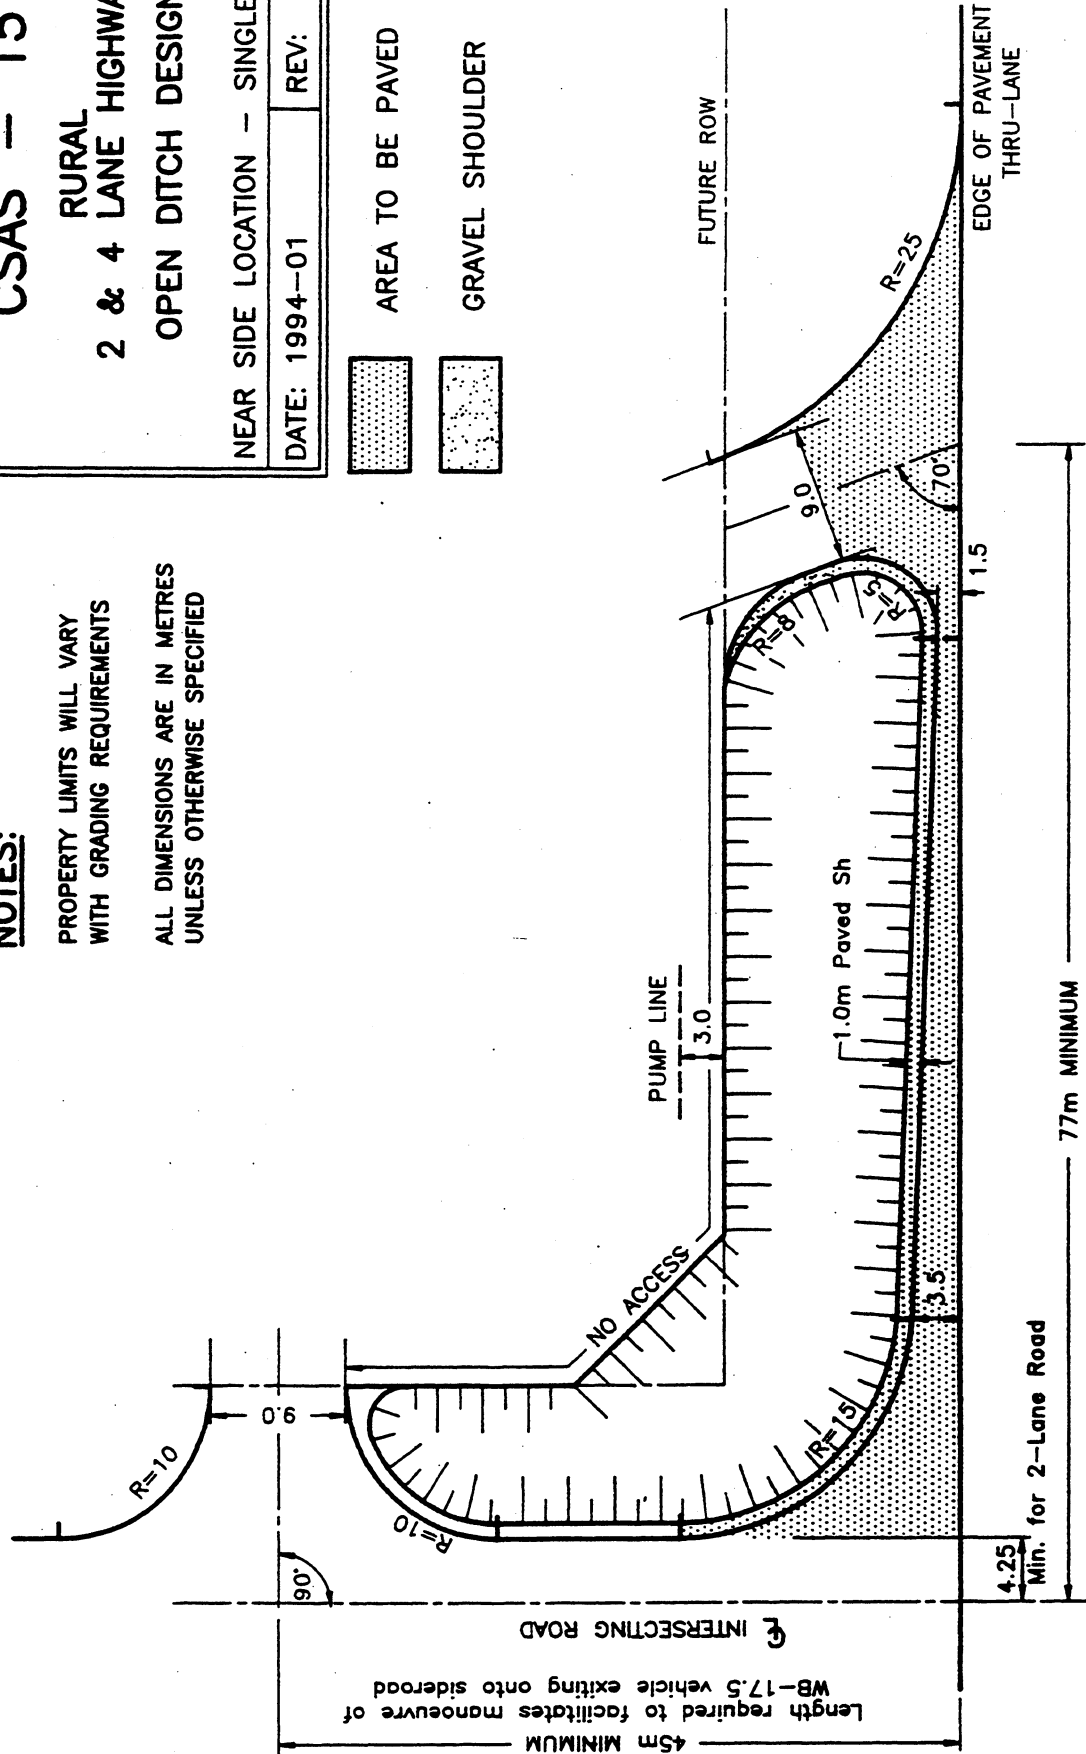 CSAS - 15
RURAL
2 & 4 LANE HIGHWA
OPEN DITCH DESIGN
NEAR SIDE LOCATION - SINGLE
DATE: 1994-01
REV:
AREA TO BE PAVED
GRAVEL SHOULDER
NOTES:
PROPERTY LIMITS WILL VARY
WITH GRADING REQUIREMENTS
ALL DIMENSIONS ARE IN METRES
UNLESS OTHERWISE SPECIFIED
FUTURE ROW
EDGE OF PAVEMENT
THRU-LANE
R=25
9.0
70°
1.5
R=5
R=8
PUMP LINE
3.0
1.0m Paved Sh
NO ACCESS
3.5
R=15
R=10
9.0
R=10
90°
4.25
Min. for 2-Lane Road
77m MINIMUM
℄ INTERSECTING ROAD
Length required to facilitates manoeuvre of
WB-17.5 vehicle exiting onto sideroad
45m MINIMUM